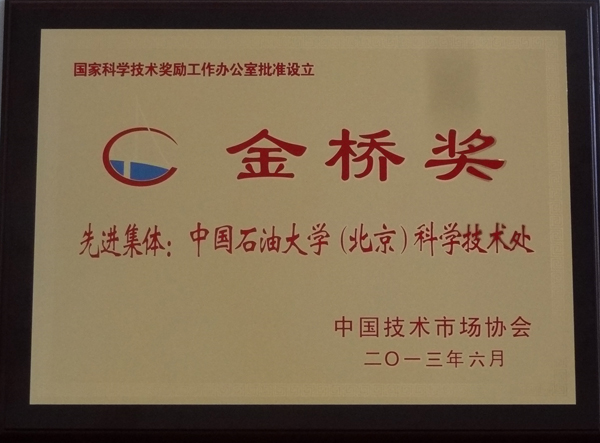 国家科学技术奖励工作办公室批准设立
金桥奖
先进集体：中国石油大学（北京）科学技术处
中国技术市场协会
二〇一三年六月